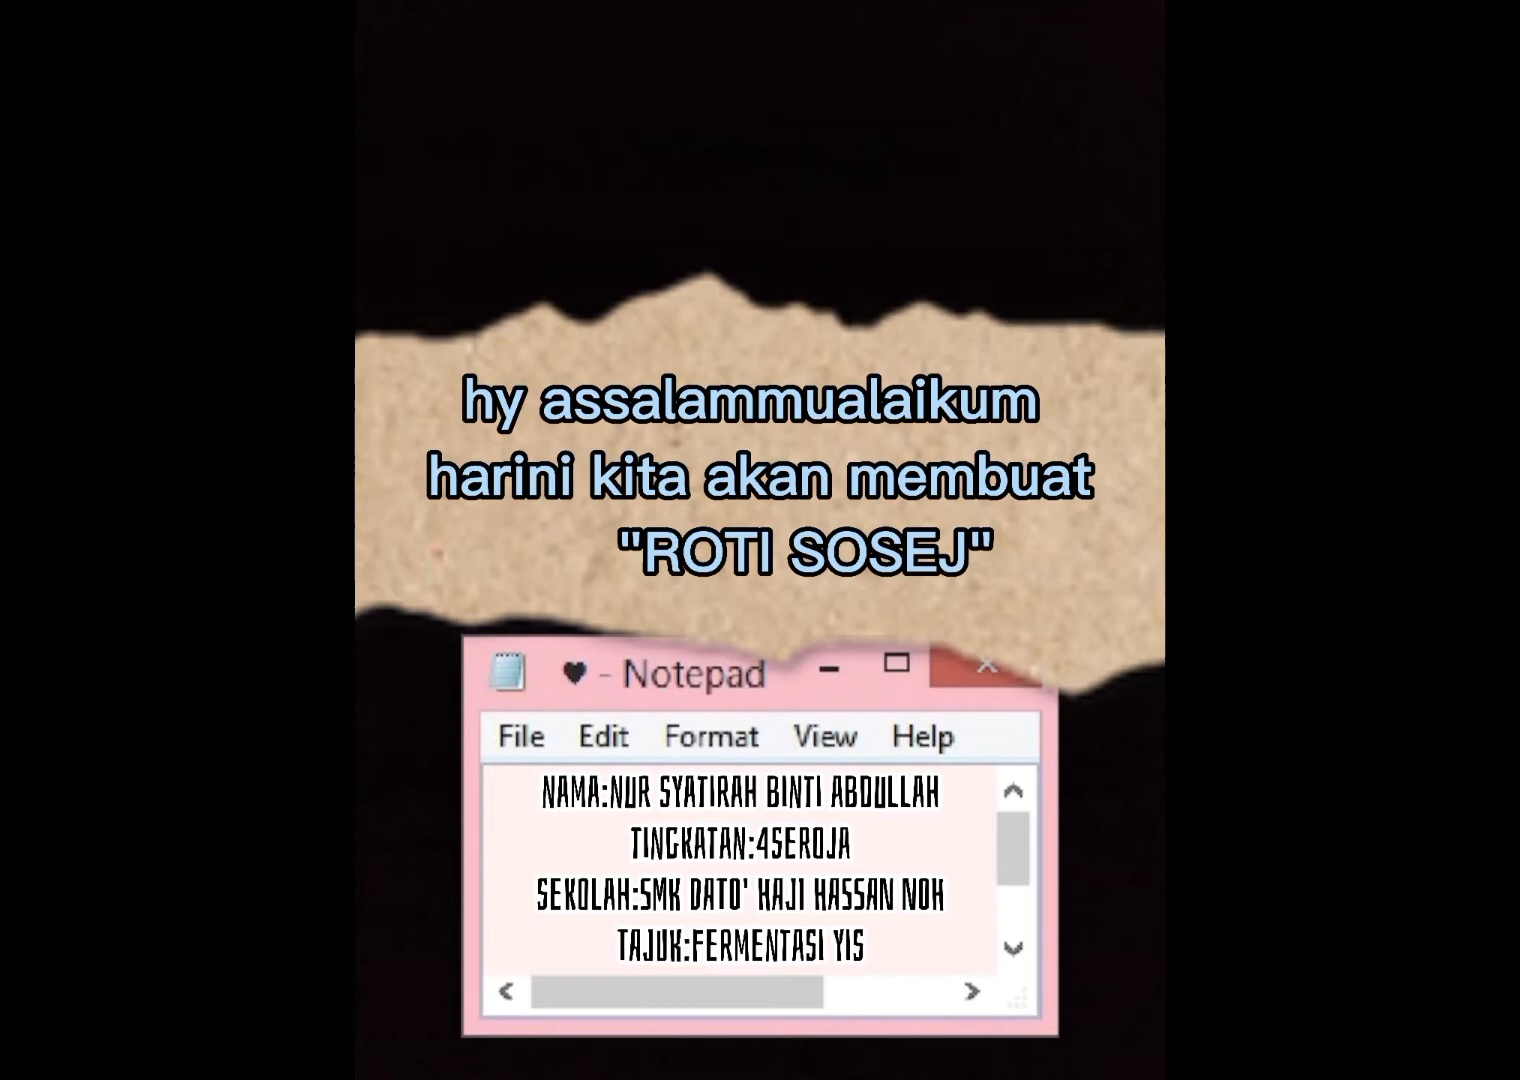 hy assalammualaikum
harini kita akan membuat
"ROTI SOSEJ"
♥ - Notepad
File Edit Format View Help
NAMA:NUR SYATIRAH BINTI ABDULLAH
TINGKATAN:4SEROJA
SEKOLAH:SMK DATO' HAJI HASSAN NOH
TAJUK:FERMENTASI YIS